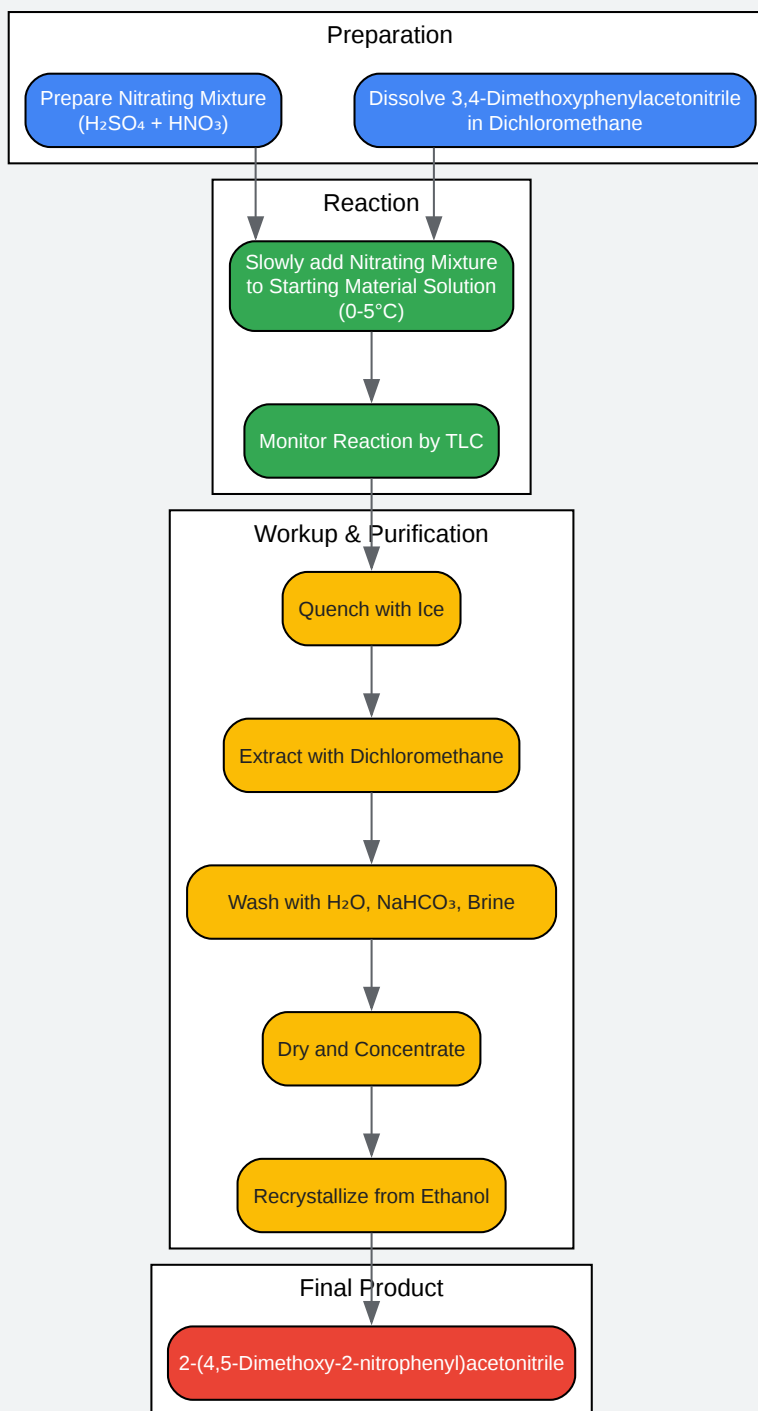 Preparation
Prepare Nitrating Mixture
(H₂SO₄ + HNO₃)
Dissolve 3,4-Dimethoxyphenylacetonitrile
in Dichloromethane
Reaction
Slowly add Nitrating Mixture
to Starting Material Solution
(0-5°C)
Monitor Reaction by TLC
Workup & Purification
Quench with Ice
Extract with Dichloromethane
Wash with H₂O, NaHCO₃, Brine
Dry and Concentrate
Recrystallize from Ethanol
Final Product
2-(4,5-Dimethoxy-2-nitrophenyl)acetonitrile